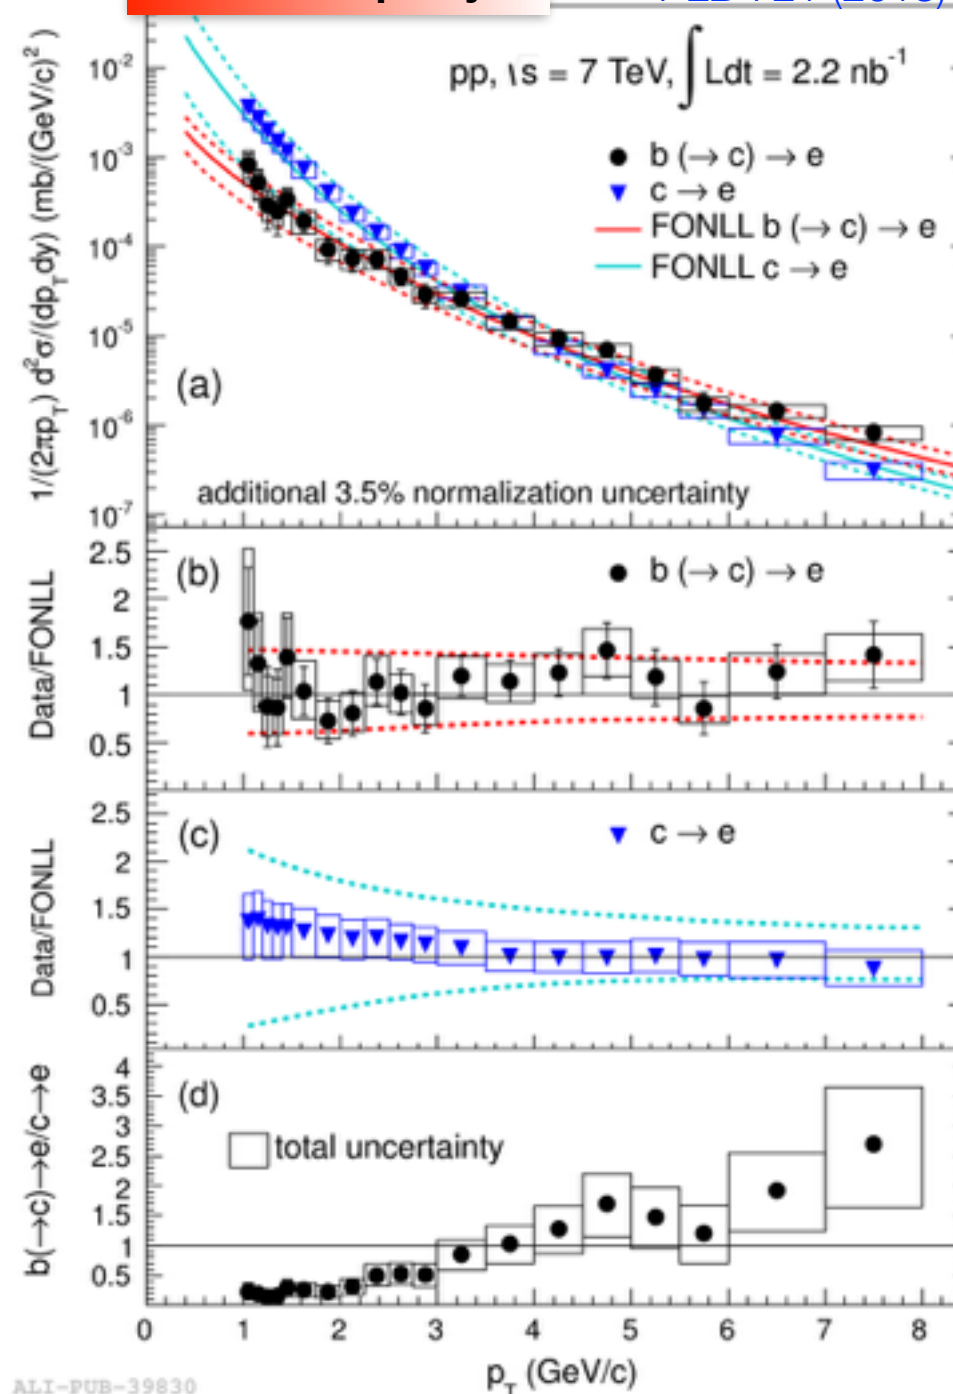 pp, √s = 7 TeV, ∫Ldt = 2.2 nb⁻¹
b (→ c) → e
c → e
FONLL b (→ c) → e
FONLL c → e
1/(2πp_T) d²σ/(dp_Tdy) (mb/(GeV/c)²)
10⁻²
10⁻³
10⁻⁴
10⁻⁵
10⁻⁶
10⁻⁷
(a)
additional 3.5% normalization uncertainty
Data/FONLL
2.5
2
1.5
1
0.5
(b)
b (→ c) → e
Data/FONLL
2.5
2
1.5
1
0.5
(c)
c → e
b(→c)→e/c→e
4
3.5
3
2.5
2
1.5
1
0.5
(d)
total uncertainty
0 1 2 3 4 5 6 7 8
p_T (GeV/c)
ALI-PUB-39830